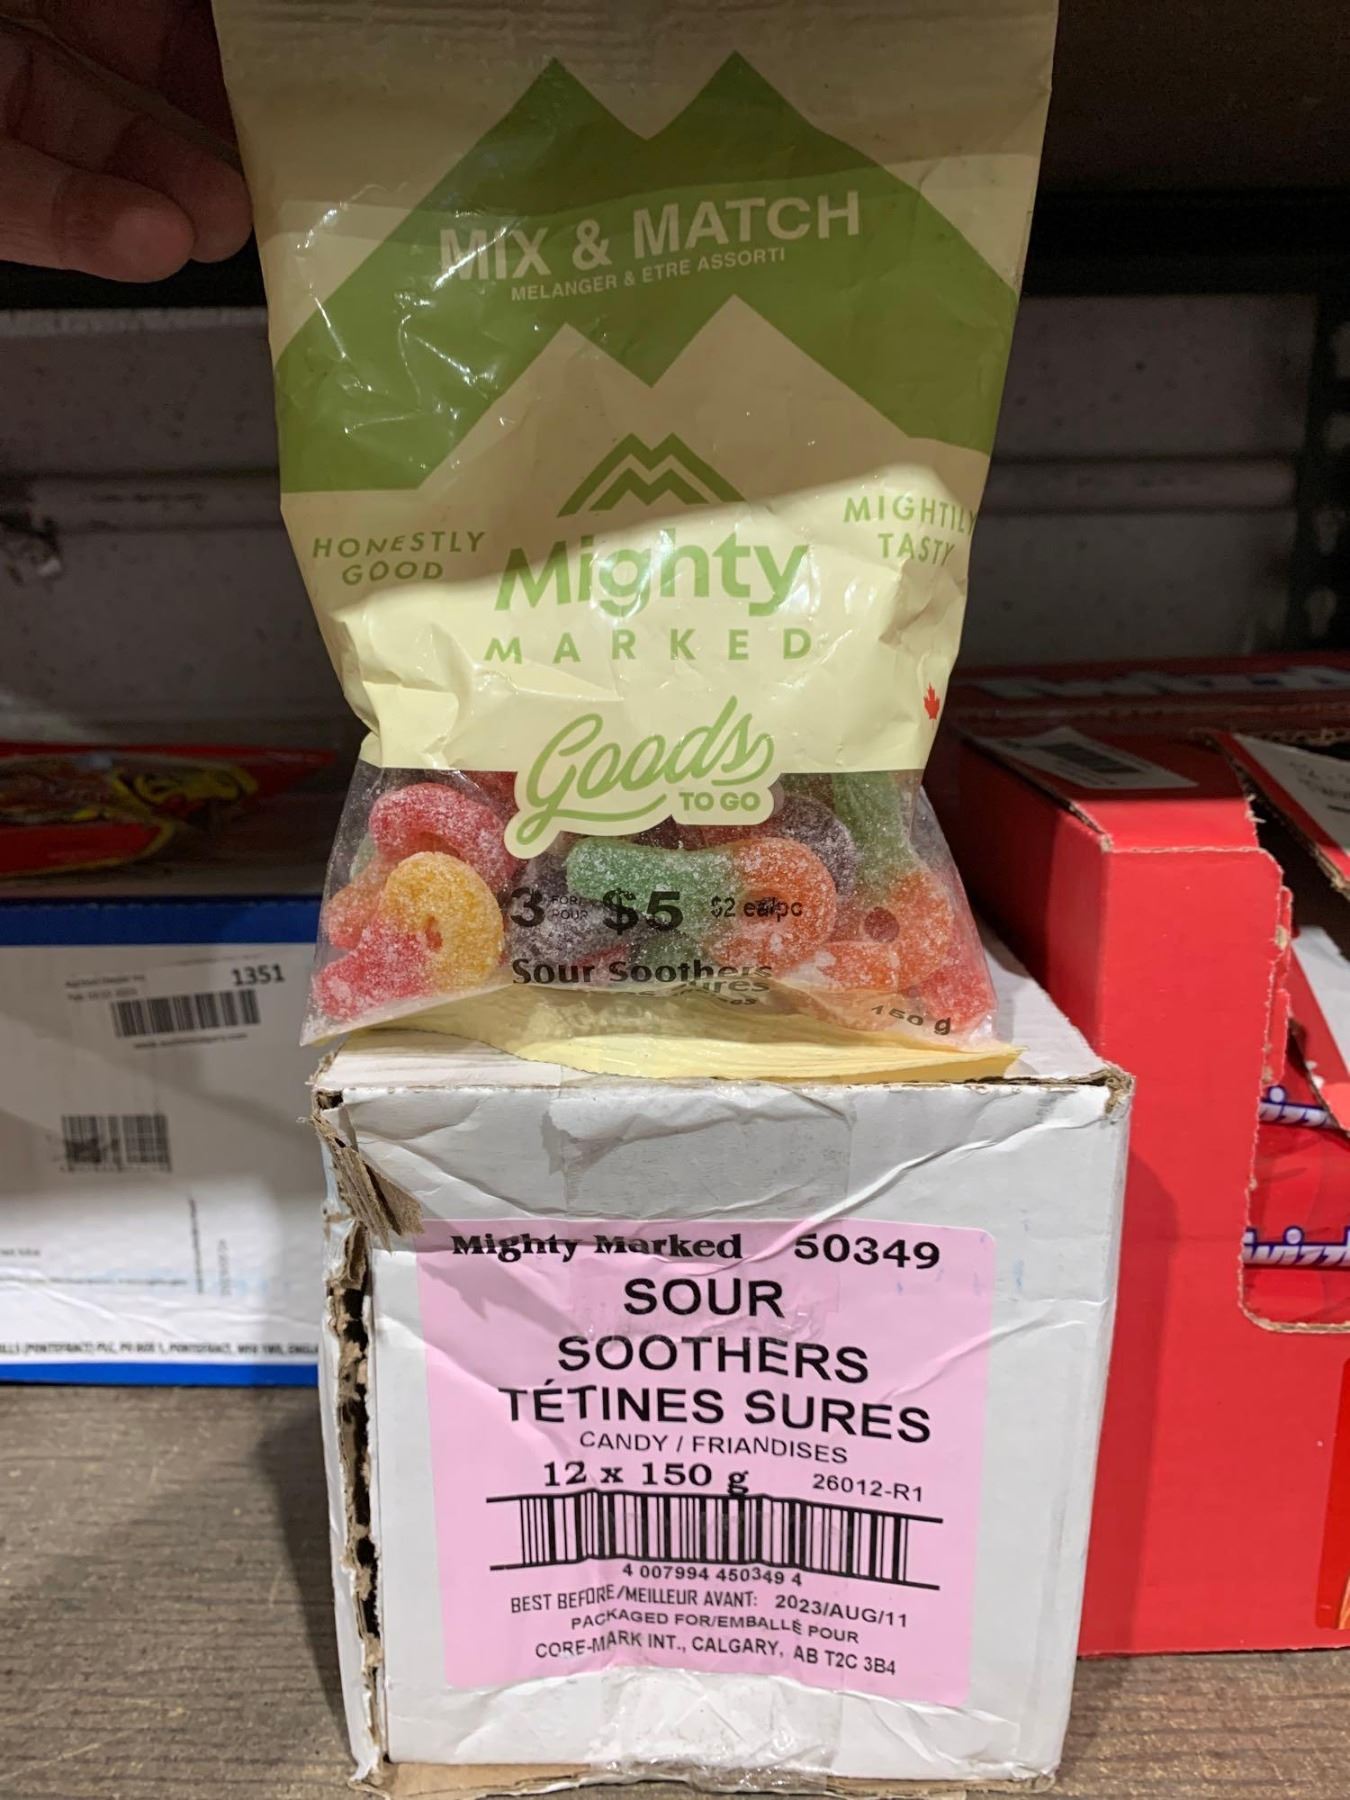 MIX & MATCH
MELANGER & ETRE ASSORTI
HONESTLY
GOOD
MIGHTILY
TASTY
Mighty
MARKED
Goods
TO GO
3 FOR/POUR $5 $2 ea/pc
Sour Soothers
150 g
1351
Mighty Marked 50349
SOUR
SOOTHERS
TÉTINES SURES
CANDY / FRIANDISES
12 x 150 g 26012-R1
4 007994 450349 4
BEST BEFORE/MEILLEUR AVANT: 2023/AUG/11
PACKAGED FOR/EMBALLÉ POUR
CORE-MARK INT., CALGARY, AB T2C 3B4